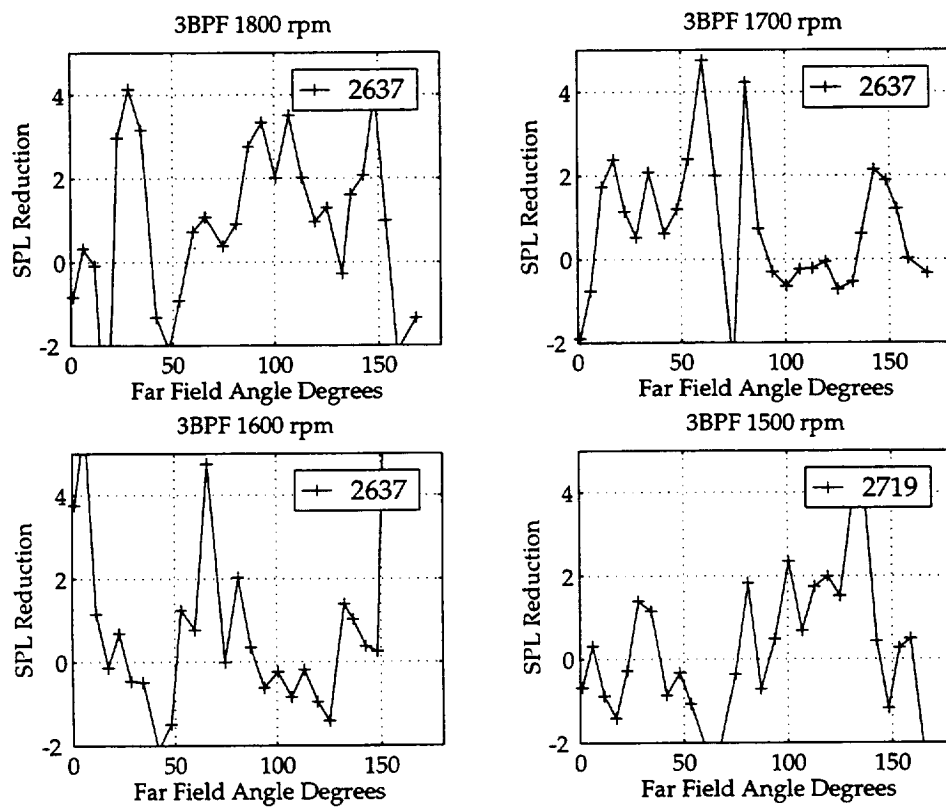 3BPF 1800 rpm
2637
SPL Reduction
4
2
0
-2
0 50 100 150
Far Field Angle Degrees
3BPF 1700 rpm
2637
SPL Reduction
4
2
0
-2
0 50 100 150
Far Field Angle Degrees
3BPF 1600 rpm
2637
SPL Reduction
4
2
0
-2
0 50 100 150
Far Field Angle Degrees
3BPF 1500 rpm
2719
SPL Reduction
4
2
0
-2
0 50 100 150
Far Field Angle Degrees